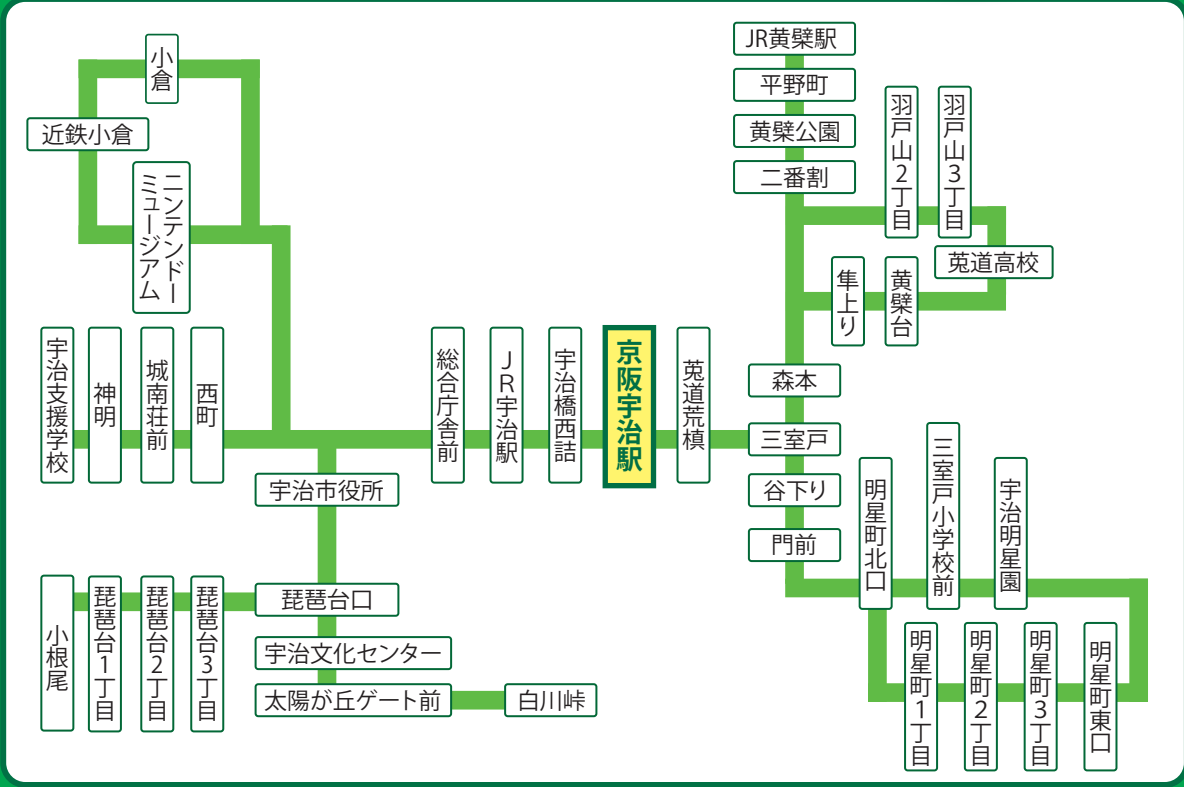 小倉
近鉄小倉
ニンテンドー
ミュージアム
宇治支援学校
神明
城南荘前
西町
総合庁舎前
JR宇治駅
宇治橋西詰
京阪宇治駅
莵道荒槙
宇治市役所
琵琶台口
小根尾
琵琶台1丁目
琵琶台2丁目
琵琶台3丁目
宇治文化センター
太陽が丘ゲート前
白川峠
JR黄檗駅
平野町
黄檗公園
二番割
羽戸山2丁目
羽戸山3丁目
莵道高校
隼上り
黄檗台
森本
三室戸
谷下り
門前
明星町北口
三室戸小学校前
宇治明星園
明星町1丁目
明星町2丁目
明星町3丁目
明星町東口